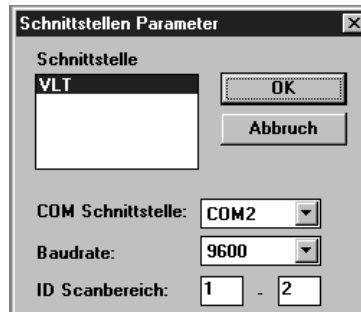 Schnittstellen Parameter
Schnittstelle
VLT
OK
Abbruch
COM Schnittstelle: COM2
Baudrate: 9600
ID Scanbereich: 1 - 2